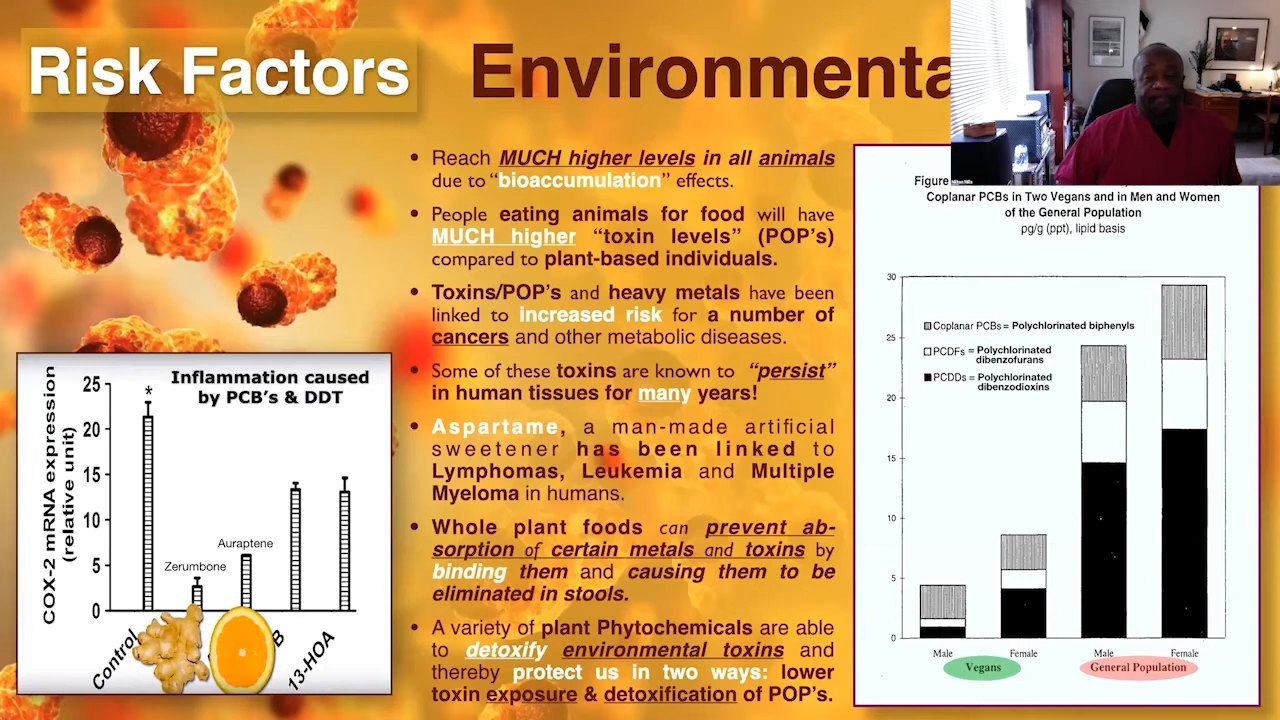 Risk Factors
Environmenta
• Reach MUCH higher levels in all animals
due to “bioaccumulation” effects.
• People eating animals for food will have
MUCH higher “toxin levels” (POP’s)
compared to plant-based individuals.
• Toxins/POP’s and heavy metals have been
linked to increased risk for a number of
cancers and other metabolic diseases.
• Some of these toxins are known to “persist”
in human tissues for many years!
• Aspartame, a man-made artificial
sweetener has been linked to
Lymphomas, Leukemia and Multiple
Myeloma in humans.
• Whole plant foods can prevent ab-
sorption of certain metals and toxins by
binding them and causing them to be
eliminated in stools.
• A variety of plant Phytochemicals are able
to detoxify environmental toxins and
thereby protect us in two ways: lower
toxin exposure & detoxification of POP’s.
Inflammation caused
by PCB’s & DDT
COX-2 mRNA expression
(relative unit)
25
20
15
10
5
0
*
Zerumbone
Auraptene
Control
B
13-HOA
Figure
Coplanar PCBs in Two Vegans and in Men and Women
of the General Population
pg/g (ppt), lipid basis
30
25
20
15
10
5
0
Coplanar PCBs = Polychlorinated biphenyls
PCDFs = Polychlorinated
dibenzofurans
PCDDs = Polychlorinated
dibenzodioxins
Male
Female
Male
Female
Vegans
General Population